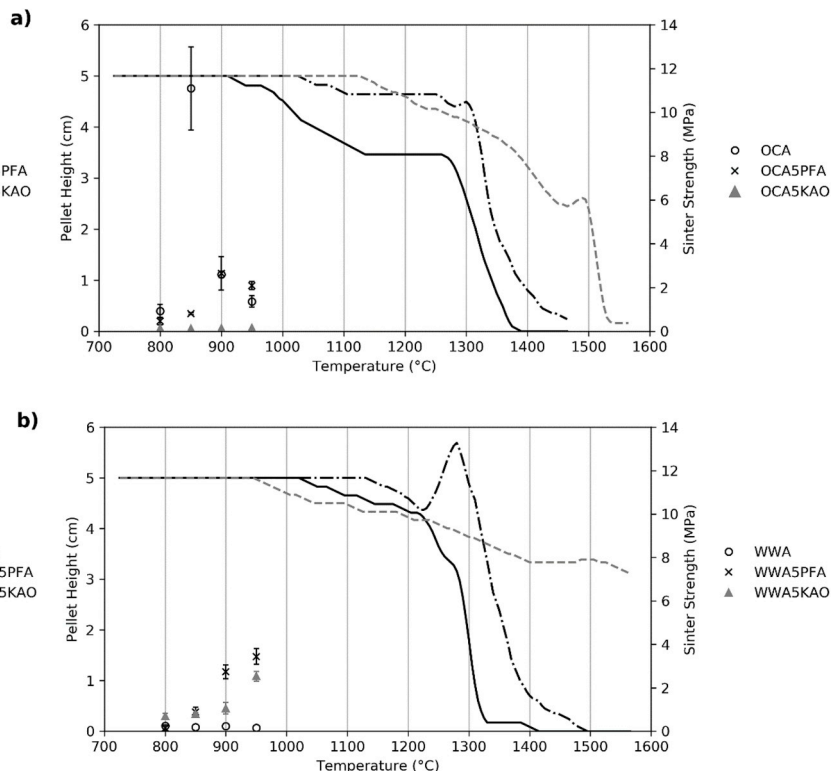 a)
6
5
4
3
2
1
0
Pellet Height (cm)
14
12
10
8
6
4
2
0
Sinter Strength (MPa)
700 800 900 1000 1100 1200 1300 1400 1500 1600
Temperature (°C)
PFA
KAO
OCA
OCA5PFA
OCA5KAO
b)
6
5
4
3
2
1
0
Pellet Height (cm)
14
12
10
8
6
4
2
0
Sinter Strength (MPa)
700 800 900 1000 1100 1200 1300 1400 1500 1600
Temperature (°C)
5PFA
5KAO
WWA
WWA5PFA
WWA5KAO